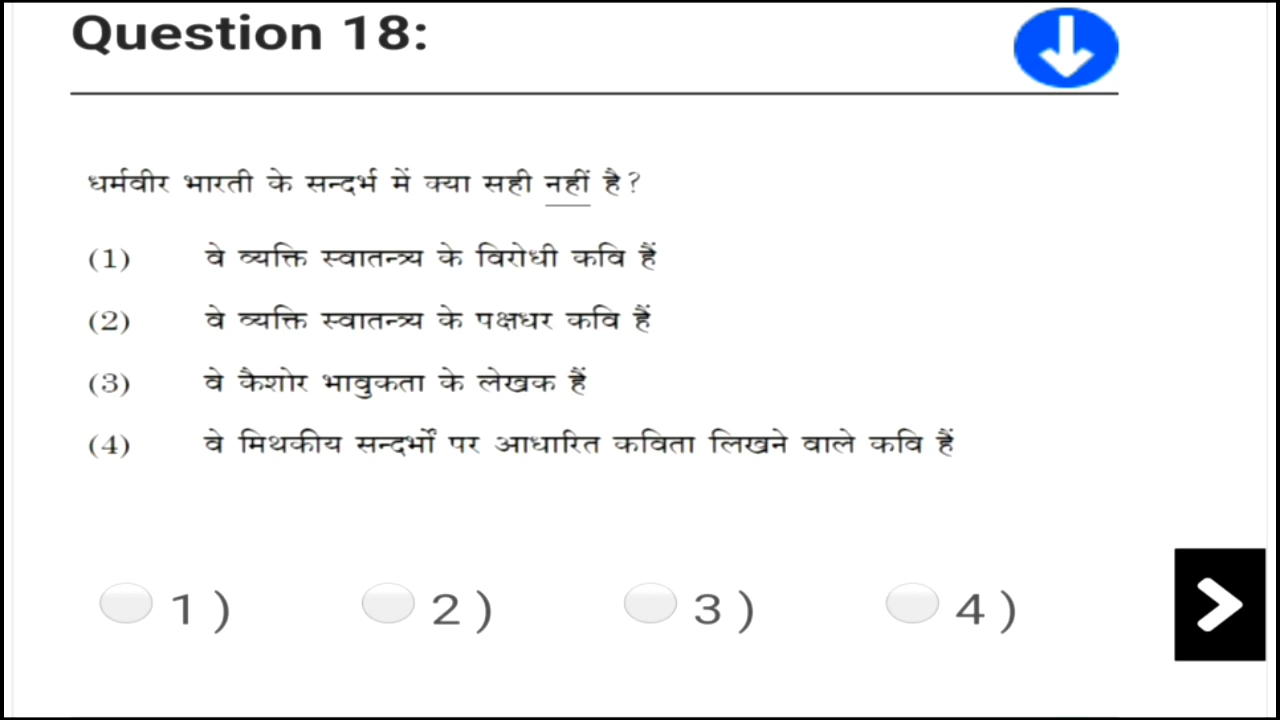 Question 18:
धर्मवीर भारती के सन्दर्भ में क्या सही नहीं है?
(1) वे व्यक्ति स्वातन्त्र्य के विरोधी कवि हैं
(2) वे व्यक्ति स्वातन्त्र्य के पक्षधर कवि हैं
(3) वे कैशोर भावुकता के लेखक हैं
(4) वे मिथकीय सन्दर्भों पर आधारित कविता लिखने वाले कवि हैं
1 ) 2 ) 3 ) 4 )